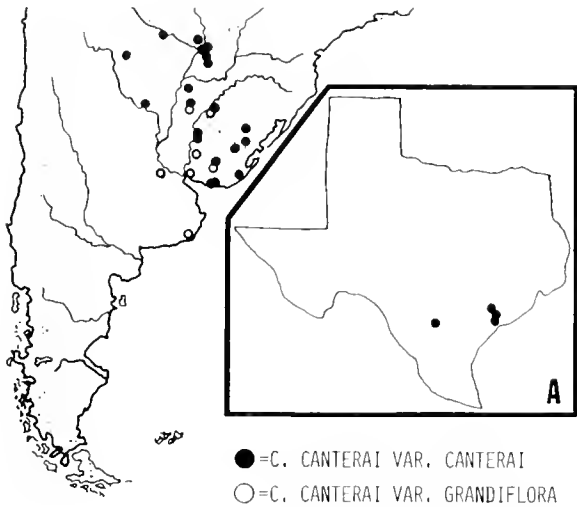 A
●=C. CANTERAI VAR. CANTERAI
○=C. CANTERAI VAR. GRANDIFLORA